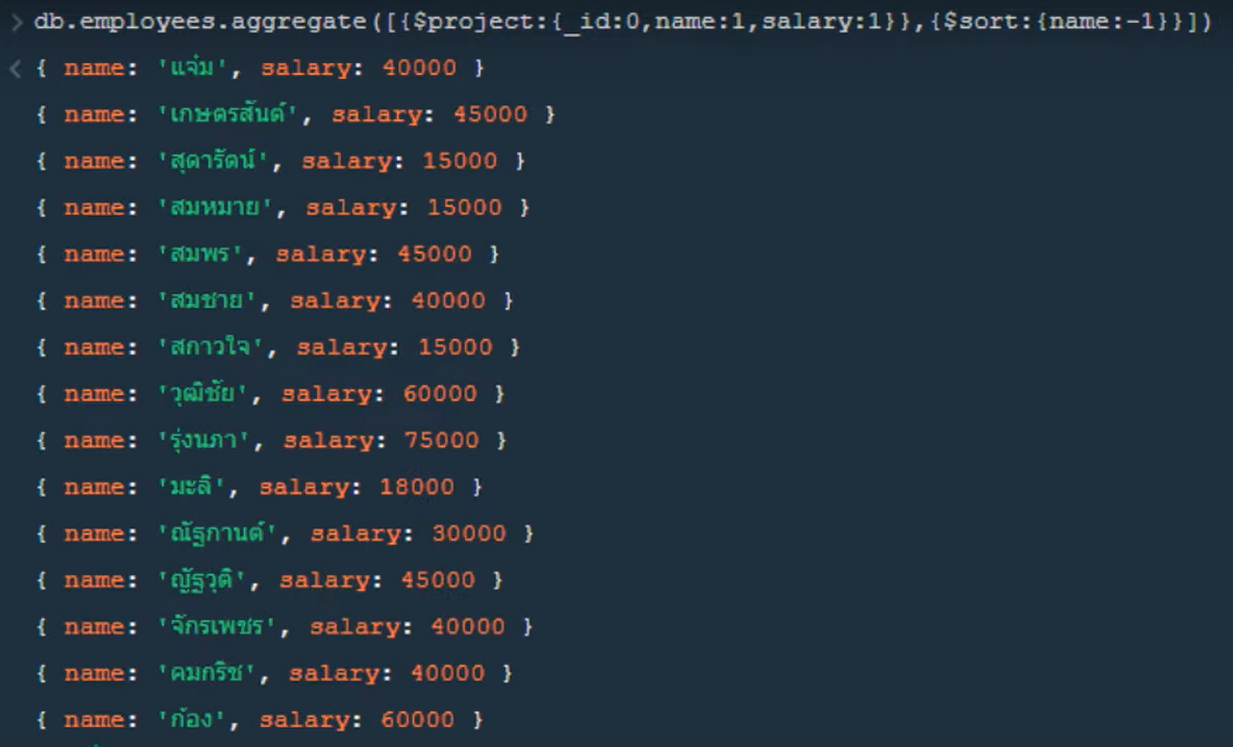 > db.employees.aggregate([{$project:{_id:0,name:1,salary:1}},{$sort:{name:-1}}])
< { name: 'แจ่ม', salary: 40000 }
{ name: 'เกษตรสันต์', salary: 45000 }
{ name: 'สุดารัตน์', salary: 15000 }
{ name: 'สมหมาย', salary: 15000 }
{ name: 'สมพร', salary: 45000 }
{ name: 'สมชาย', salary: 40000 }
{ name: 'สกาวใจ', salary: 15000 }
{ name: 'วุฒิชัย', salary: 60000 }
{ name: 'รุ่งนภา', salary: 75000 }
{ name: 'มะลิ', salary: 18000 }
{ name: 'ณัฐกานต์', salary: 30000 }
{ name: 'ญัฐวุติ', salary: 45000 }
{ name: 'จักรเพชร', salary: 40000 }
{ name: 'คมกริช', salary: 40000 }
{ name: 'ก้อง', salary: 60000 }